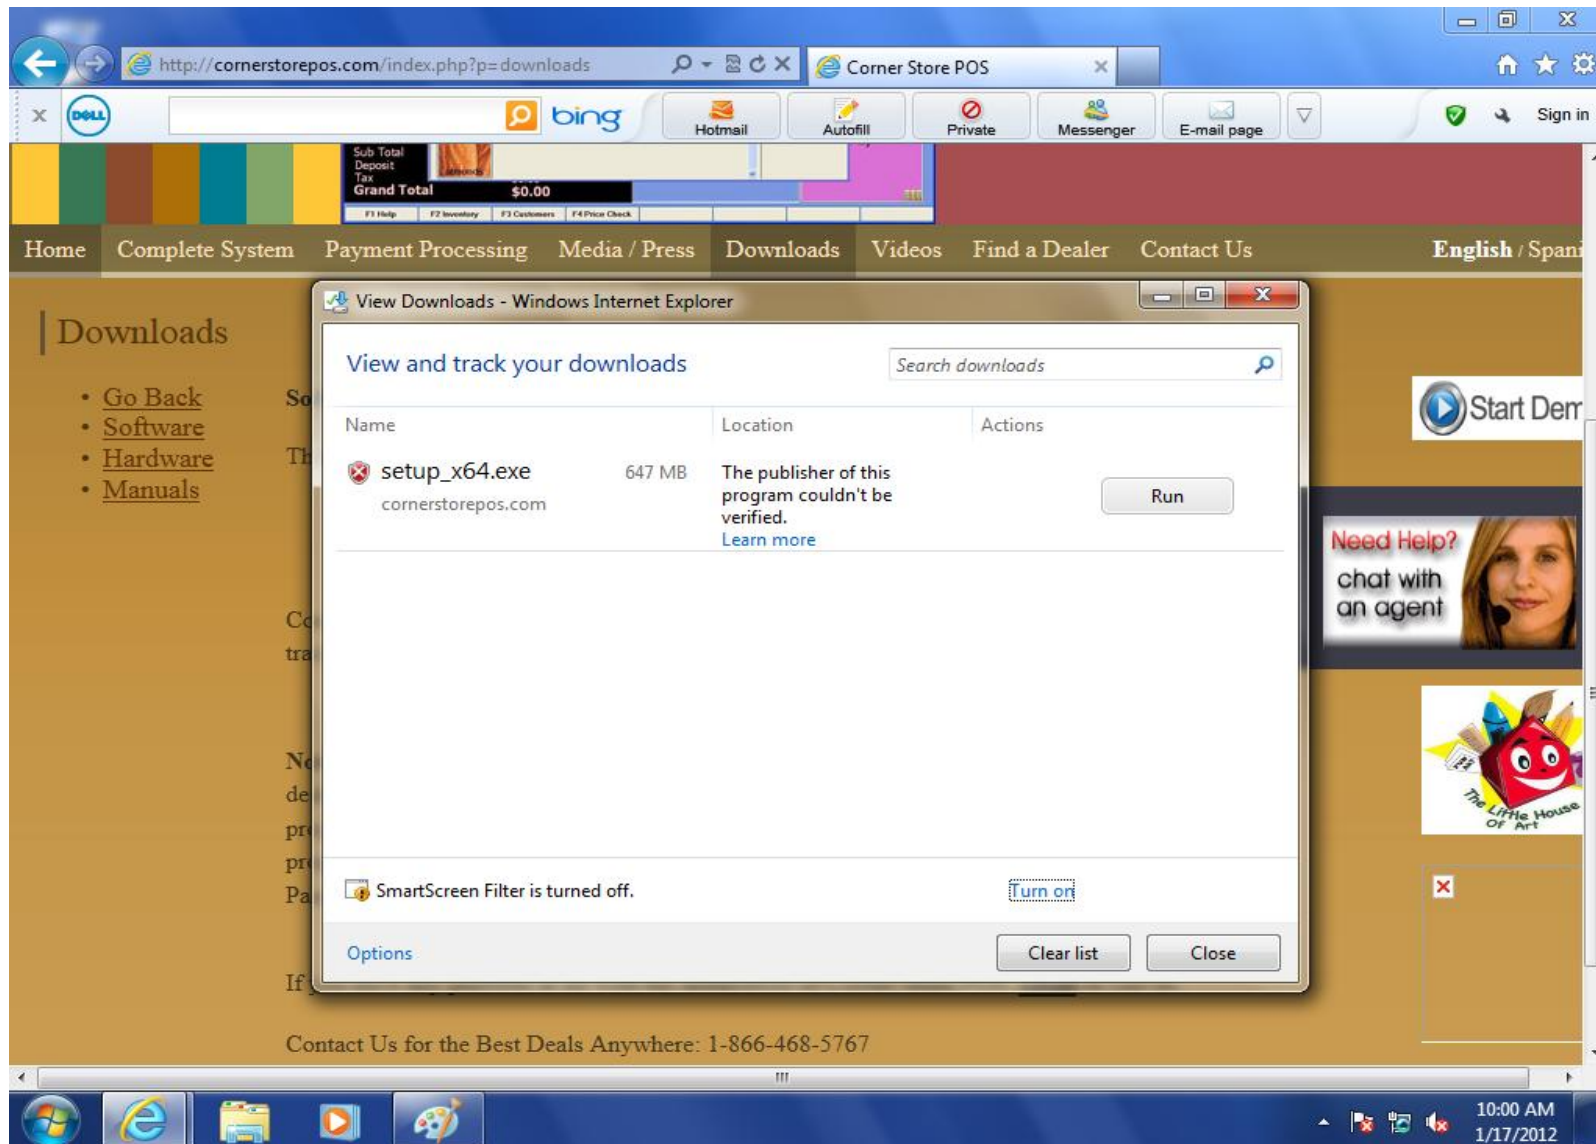 http://cornerstorepos.com/index.php?p=downloads
Corner Store POS
DELL
bing
Hotmail
Autofill
Private
Messenger
E-mail page
Sign in
Sub Total
Deposit
Tax
Grand Total $0.00
F1 Help F2 Inventory F3 Customers F4 Price Check
Home Complete System Payment Processing Media / Press Downloads Videos Find a Dealer Contact Us English / Spani
Downloads
• Go Back
• Software
• Hardware
• Manuals
View Downloads - Windows Internet Explorer
View and track your downloads
Search downloads
Name Location Actions
setup_x64.exe 647 MB
cornerstorepos.com
The publisher of this
program couldn't be
verified.
Learn more
Run
SmartScreen Filter is turned off. Turn on
Options Clear list Close
If
Contact Us for the Best Deals Anywhere: 1-866-468-5767
Start Dem
Need Help?
chat with
an agent
The Little House
Of Art
10:00 AM
1/17/2012